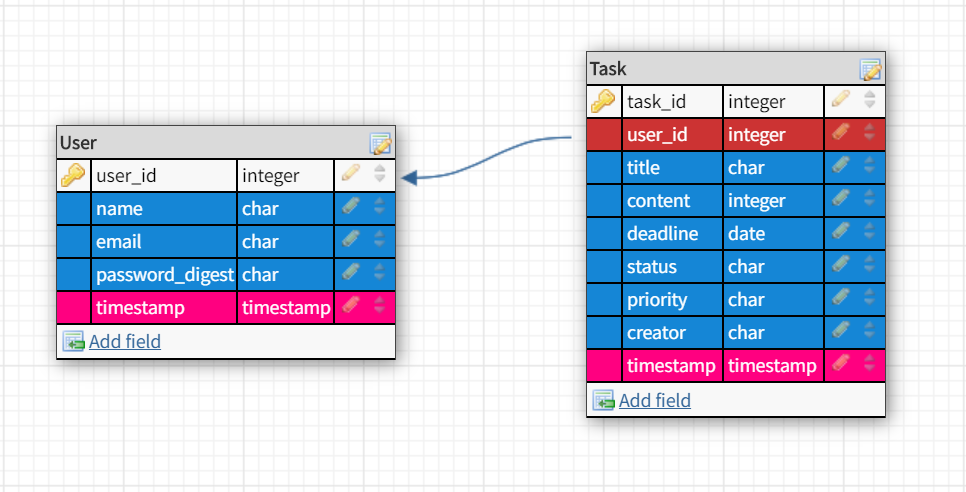 User
user_id integer
name char
email char
password_digest char
timestamp timestamp
Add field
Task
task_id integer
user_id integer
title char
content integer
deadline date
status char
priority char
creator char
timestamp timestamp
Add field